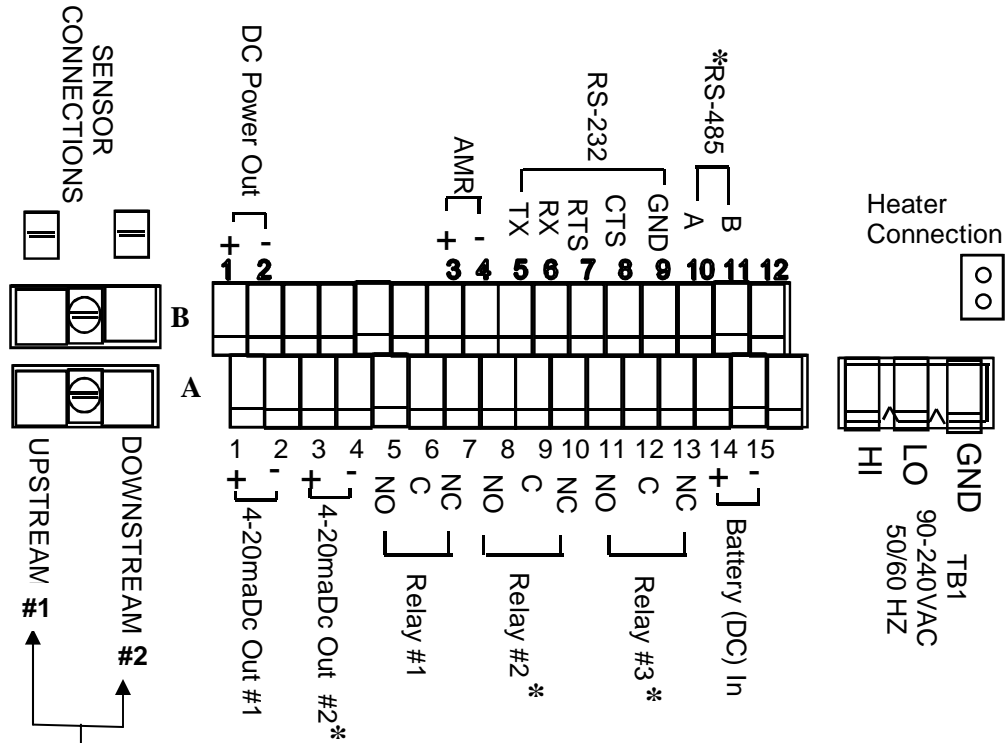 SENSOR
CONNECTIONS
DC Power Out
+ -
AMR
+ -
RS-232
TX RX RTS CTS GND
*RS-485
A B
1 2 3 4 5 6 7 8 9 10 11 12
Heater
Connection
B
A
1 2 3 4 5 6 7 8 9 10 11 12 13 14 15
+ - + - NO C NC NO C NC NO C NC + -
4-20maDc Out #1
4-20maDc Out #2*
Relay #1
Relay #2*
Relay #3*
Battery (DC) In
HI LO GND
TB1
90-240VAC
50/60 HZ
UPSTREAM
#1
DOWNSTREAM
#2